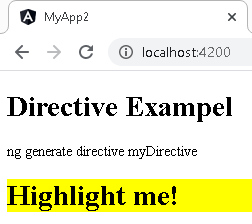 MyApp2
localhost:4200
Directive Exampel
ng generate directive myDirective
Highlight me!